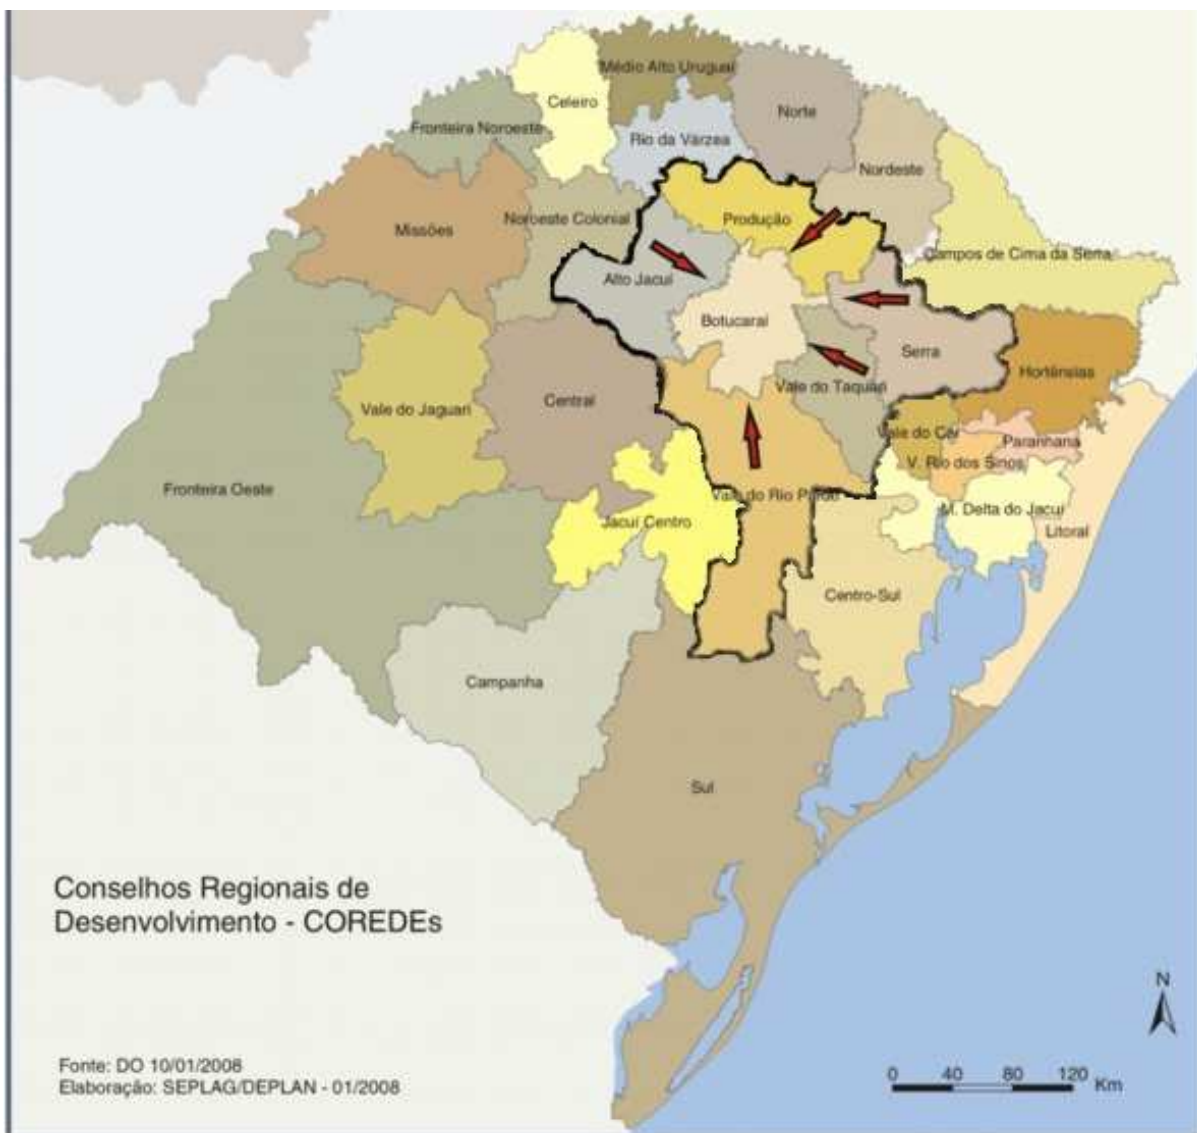 Médio Alto Uruguai
Celeiro
Norte
Fronteira Noroeste
Rio da Várzea
Nordeste
Noroeste Colonial
Produção
Missões
Campos de Cima da Serra
Alto Jacuí
Botucaraí
Serra
Hortênsias
Vale do Taquari
Central
Vale do Jaguari
Vale do Caí
Paranhana
V. Rio dos Sinos
Fronteira Oeste
Vale do Rio Pardo
M. Delta do Jacuí
Jacuí Centro
Litoral
Centro-Sul
Campanha
Sul
Conselhos Regionais de
Desenvolvimento - COREDEs
N
Fonte: DO 10/01/2008
Elaboração: SEPLAG/DEPLAN - 01/2008
0 40 80 120 Km